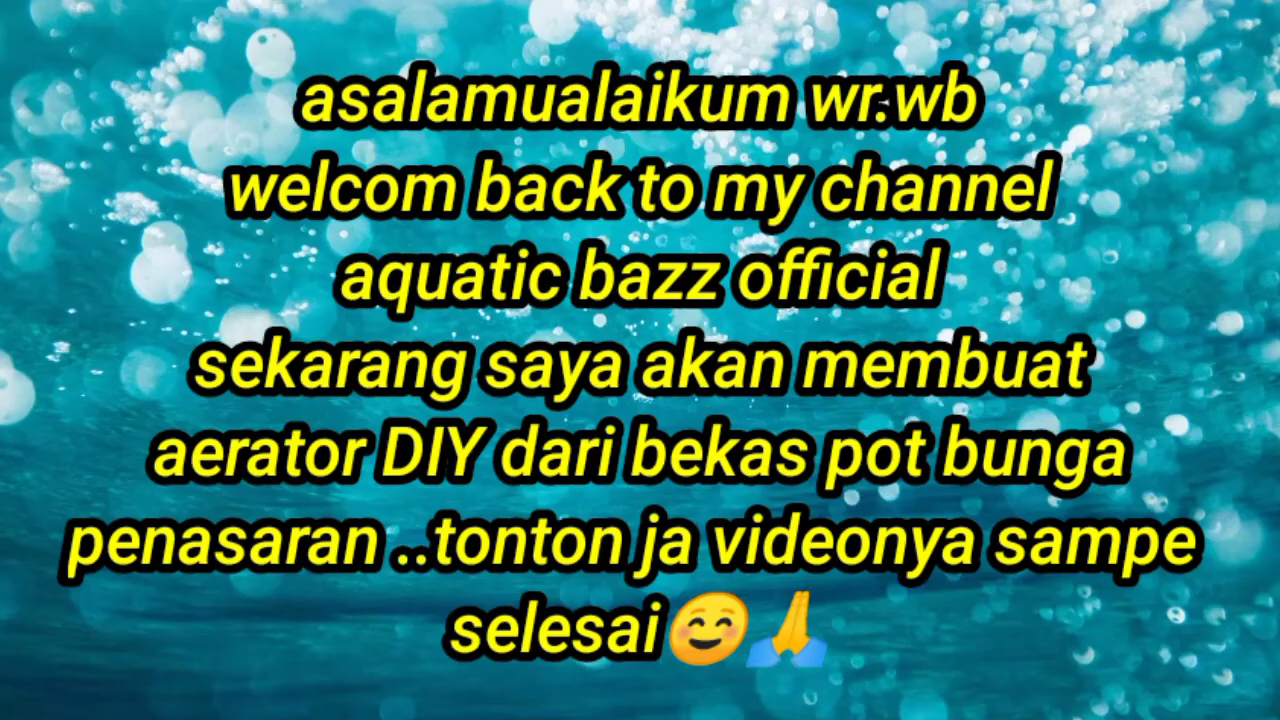 asalamualaikum wr.wb
welcom back to my channel
aquatic bazz official
sekarang saya akan membuat
aerator DIY dari bekas pot bunga
penasaran ..tonton ja videonya sampe
selesai☺️🙏